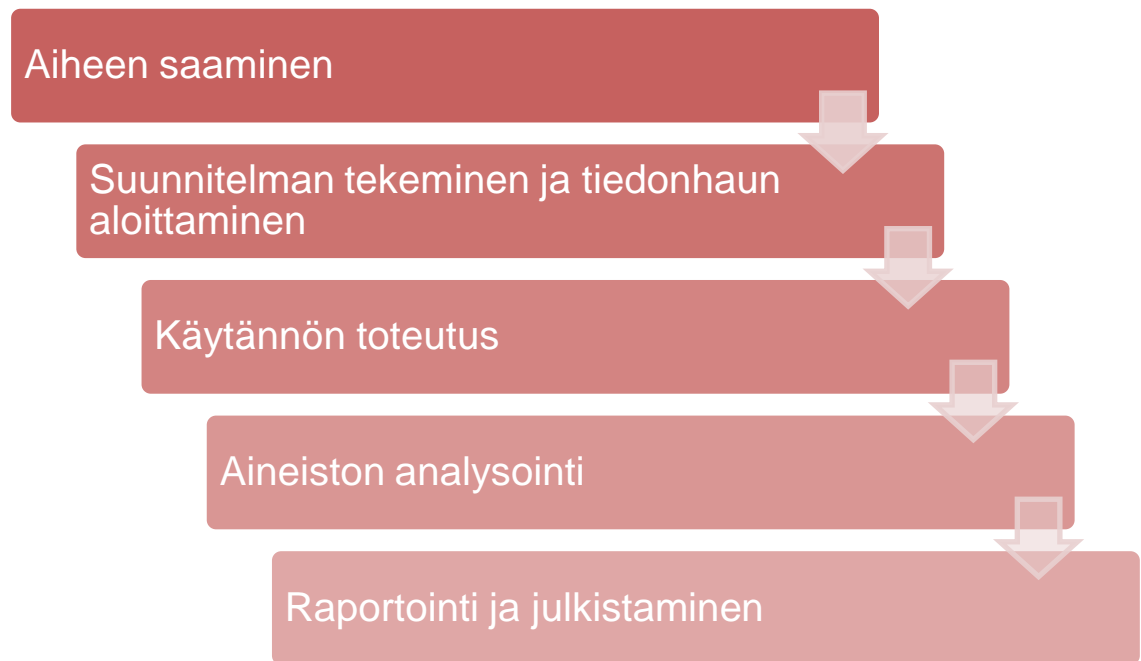 Aiheen saaminen
Suunnitelman tekeminen ja tiedonhaun
aloittaminen
Käytännön toteutus
Aineiston analysointi
Raportointi ja julkistaminen